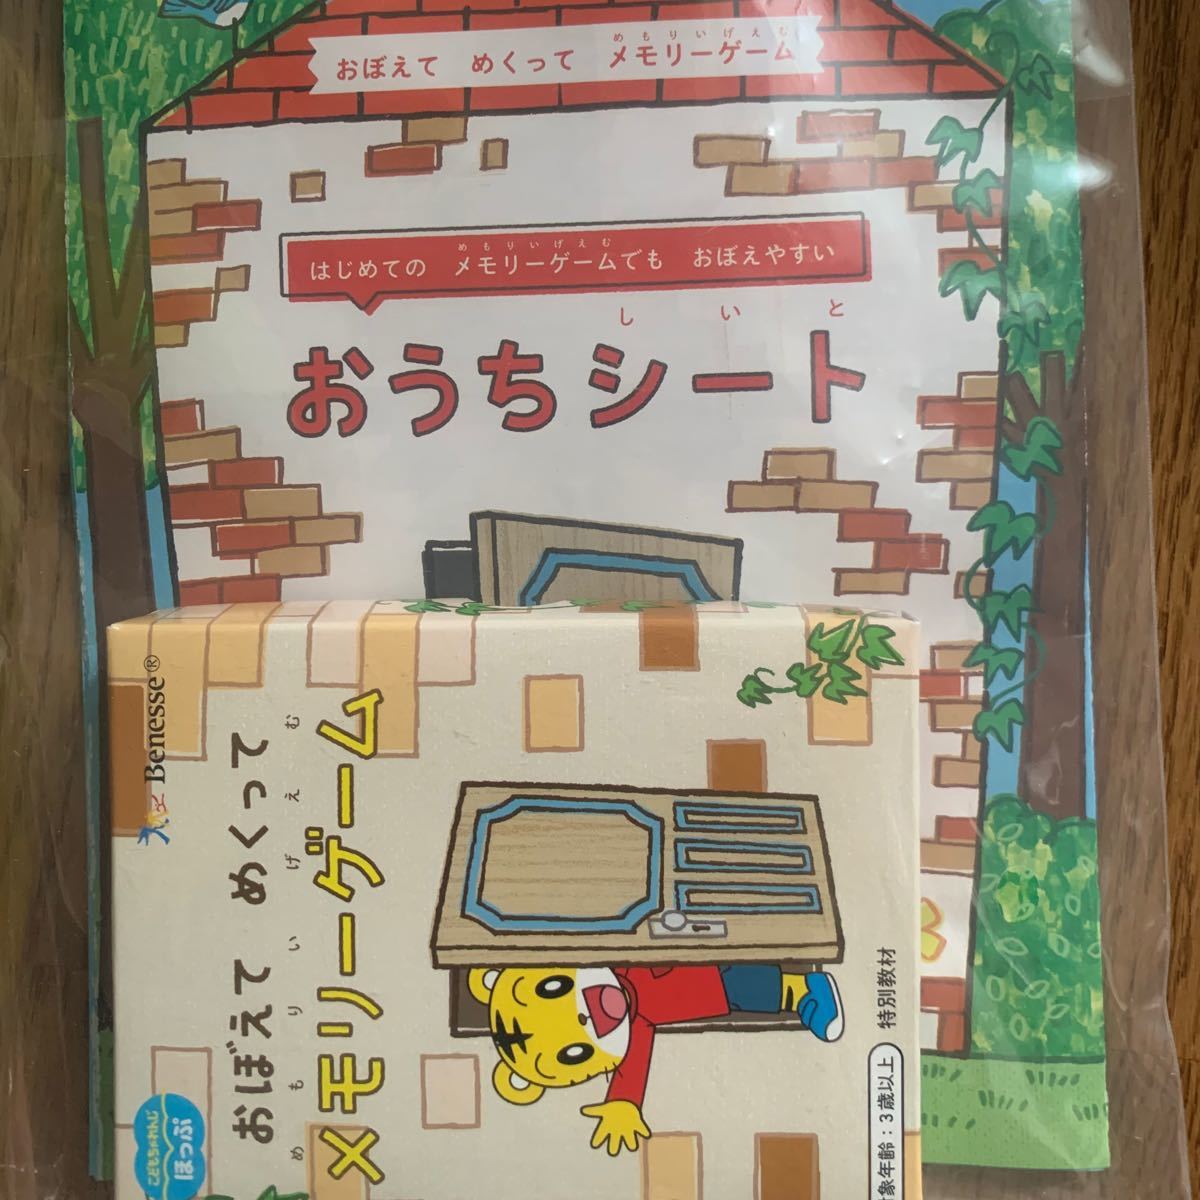 めもりいげえむ
おぼえて めくって メモリーゲーム
めもりいげえむ
はじめての メモリーゲームでも おぼえやすい
しいと
おうちシート
Benesse®
おぼえて めくって
めもりいげえむ
メモリーゲーム
こどもちゃれんじ
ほっぷ
特別教材
対象年齢：3歳以上